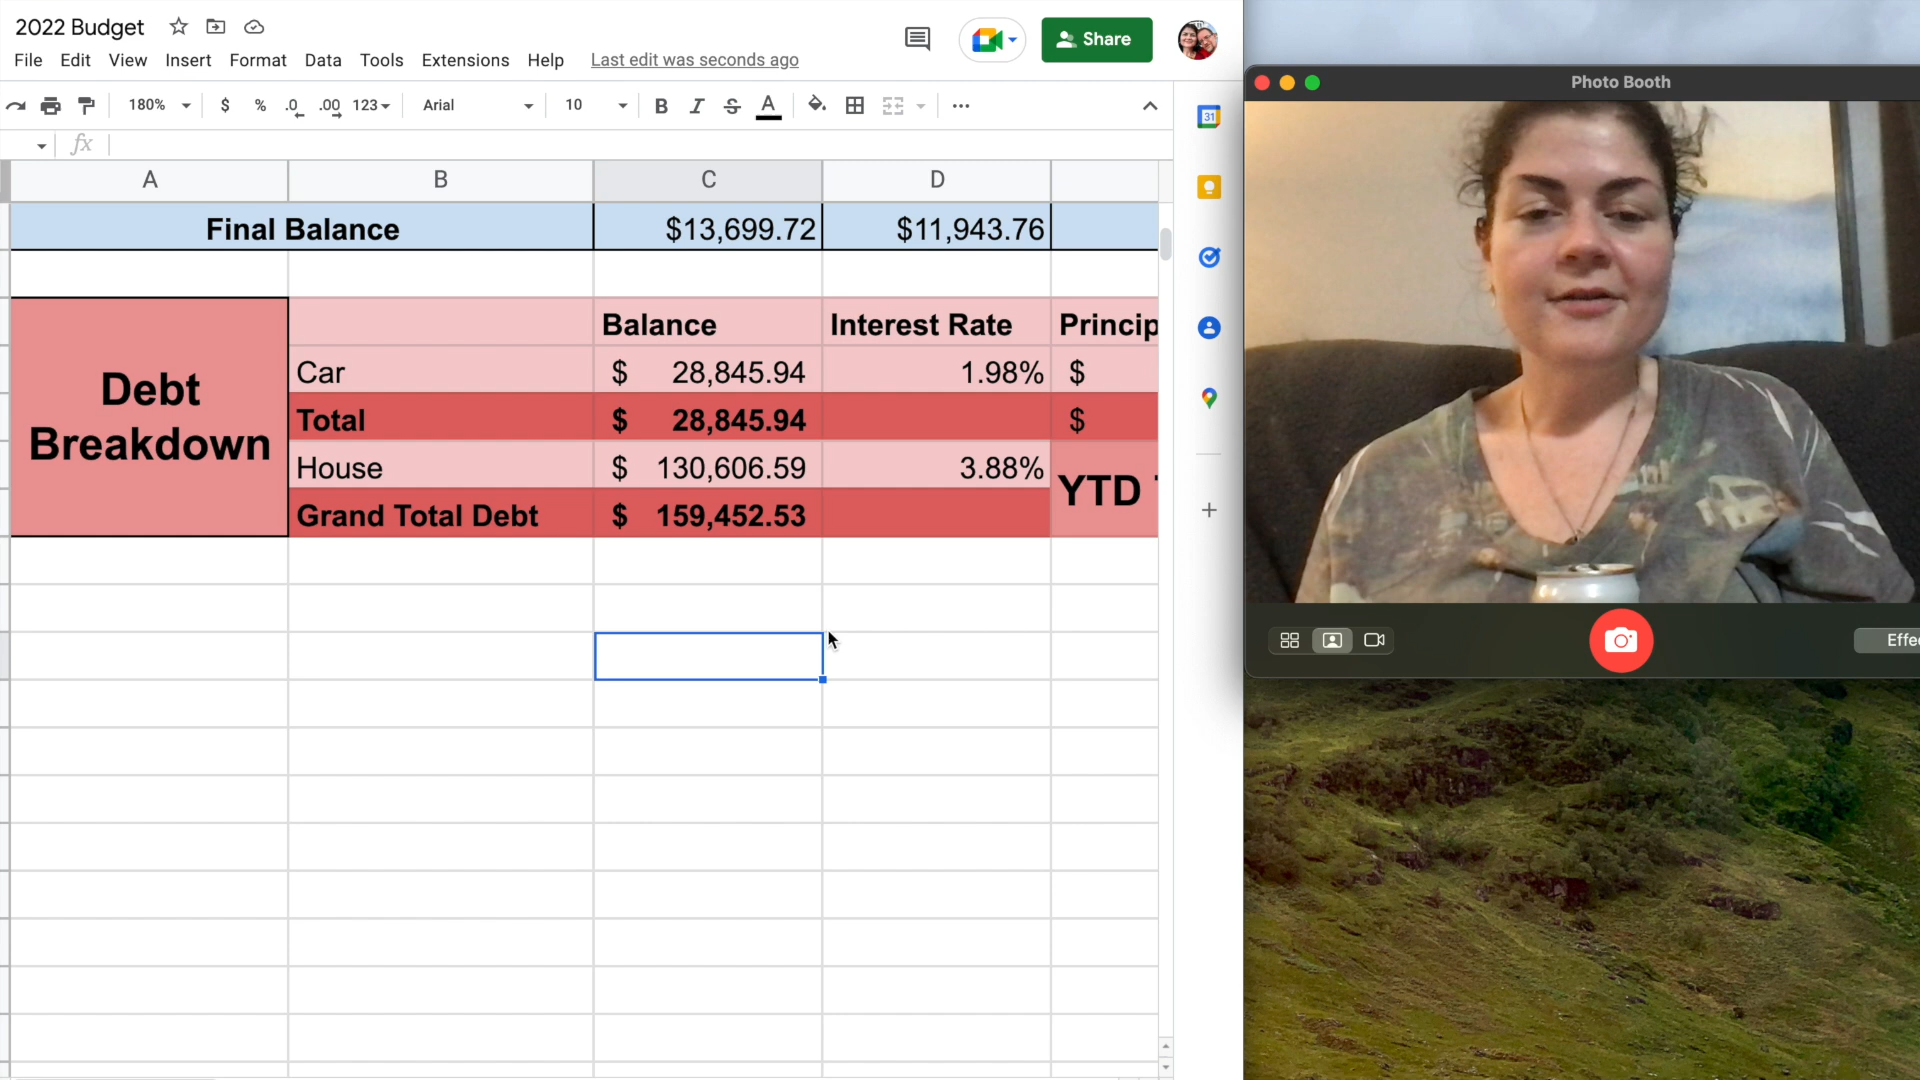 2022 Budget
File Edit View Insert Format Data Tools Extensions Help Last edit was seconds ago
Share
180% $ % .0 .00 123 Arial 10 B I S A
fx
A B C D
Final Balance $13,699.72 $11,943.76
Debt Breakdown
Balance Interest Rate Princip
Car $ 28,845.94 1.98% $
Total $ 28,845.94 $
House $ 130,606.59 3.88%
YTD
Grand Total Debt $ 159,452.53
31
Photo Booth
Effe